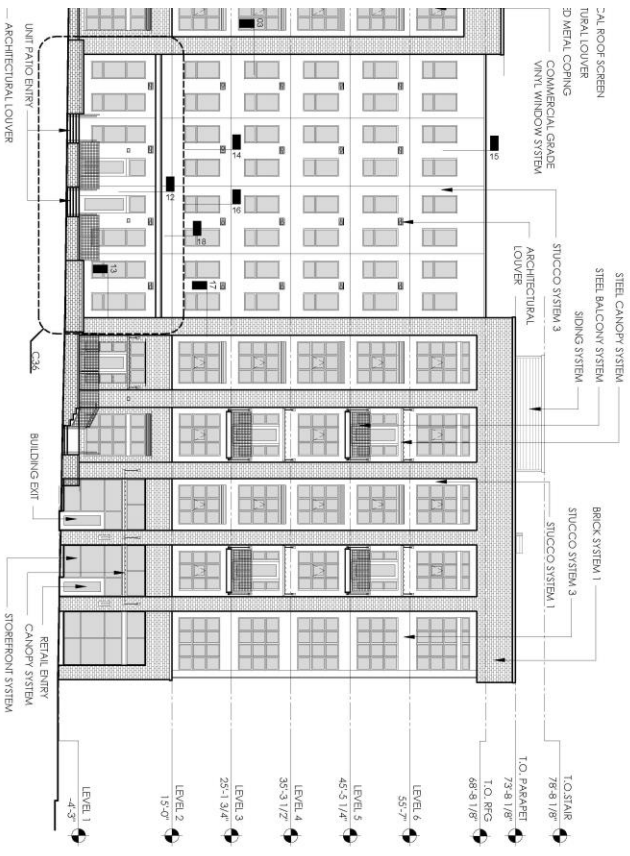 CAL ROOF SCREEN
TURAL LOUVER
ED METAL COPING
COMMERCIAL GRADE
VINYL WINDOW SYSTEM
STUCCO SYSTEM 3
ARCHITECTURAL
LOUVER
STEEL CANOPY SYSTEM
STEEL BALCONY SYSTEM
SIDING SYSTEM
BRICK SYSTEM 1
STUCCO SYSTEM 3
STUCCO SYSTEM 1
T.O.STAIR
78'-8 1/8"
T.O. PARAPET
73'-8 1/8"
T.O. RFG
68'-8 1/8"
LEVEL 6
55'-7"
LEVEL 5
45'-5 1/4"
LEVEL 4
35'-3 1/2"
LEVEL 3
25'-1 3/4"
LEVEL 2
15'-0"
LEVEL 1
-4'-3"
03
15
14
12
16
18
13
17
C36
UNIT PATIO ENTRY
ARCHITECTURAL LOUVER
BUILDING EXIT
RETAIL ENTRY
CANOPY SYSTEM
STOREFRONT SYSTEM